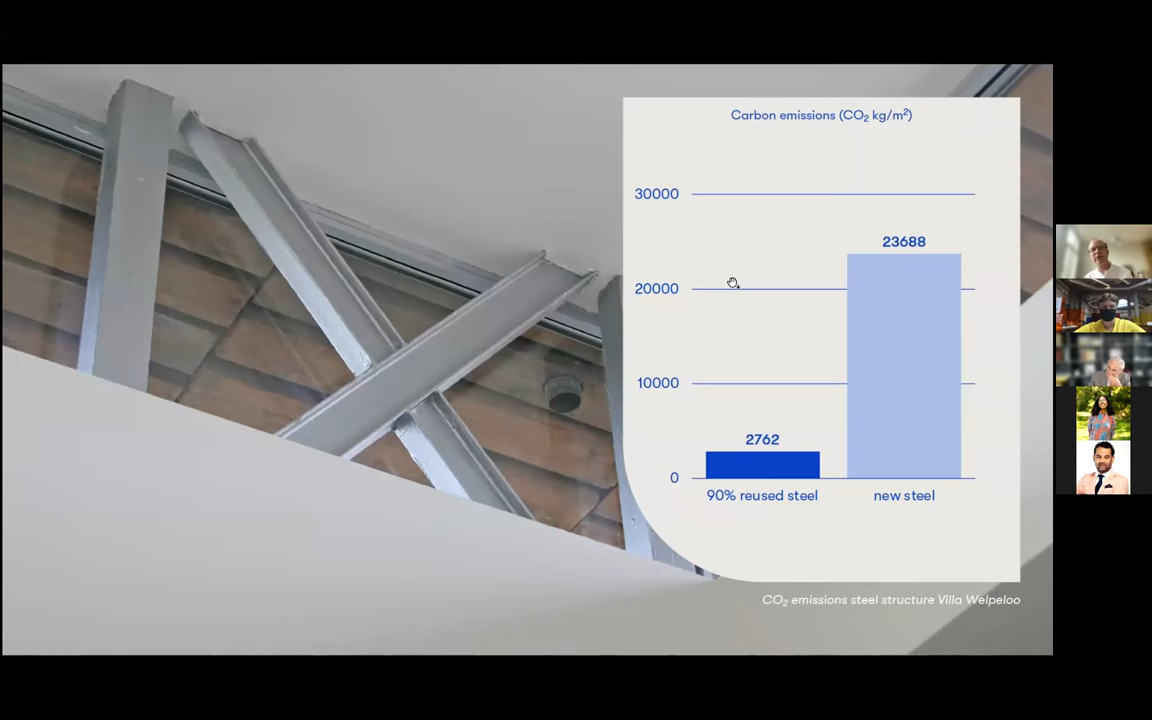 Carbon emissions (CO₂ kg/m²)
30000
23688
20000
10000
2762
0
90% reused steel
new steel
CO₂ emissions steel structure Villa Welpeloo